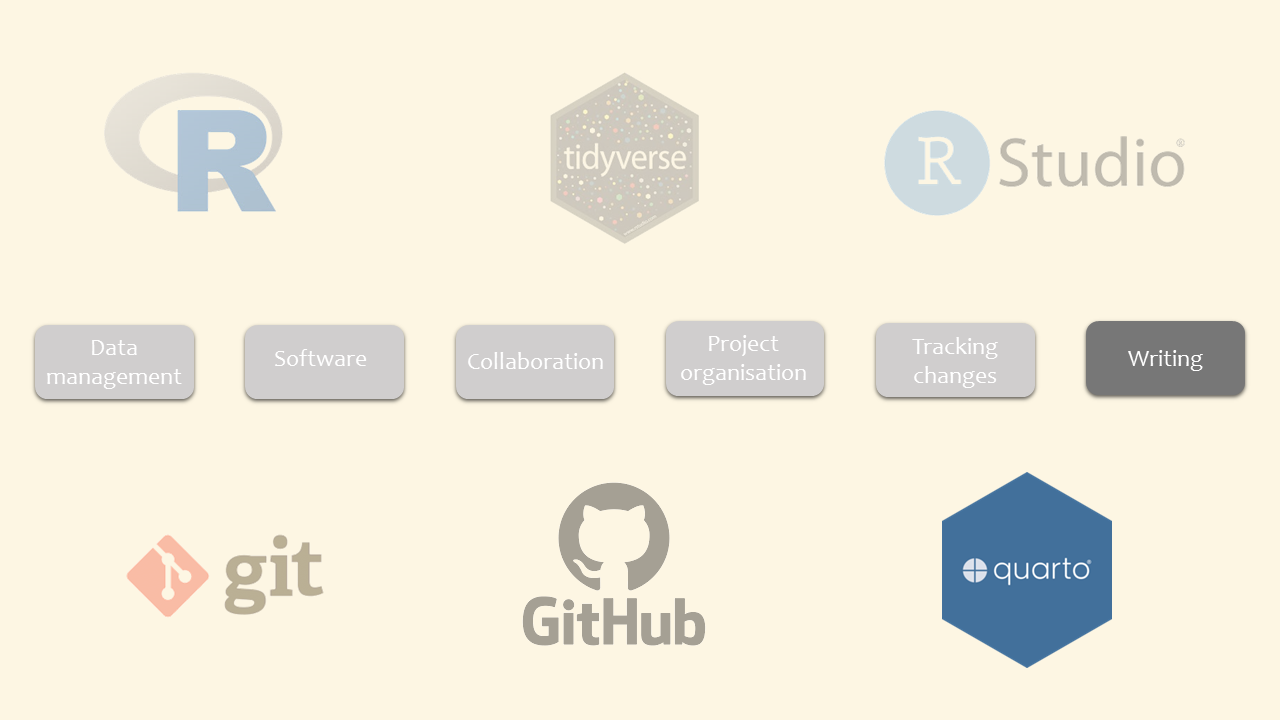 R
tidyverse
R Studio®
Data
management
Software
Collaboration
Project
organisation
Tracking
changes
Writing
git
GitHub
quarto®